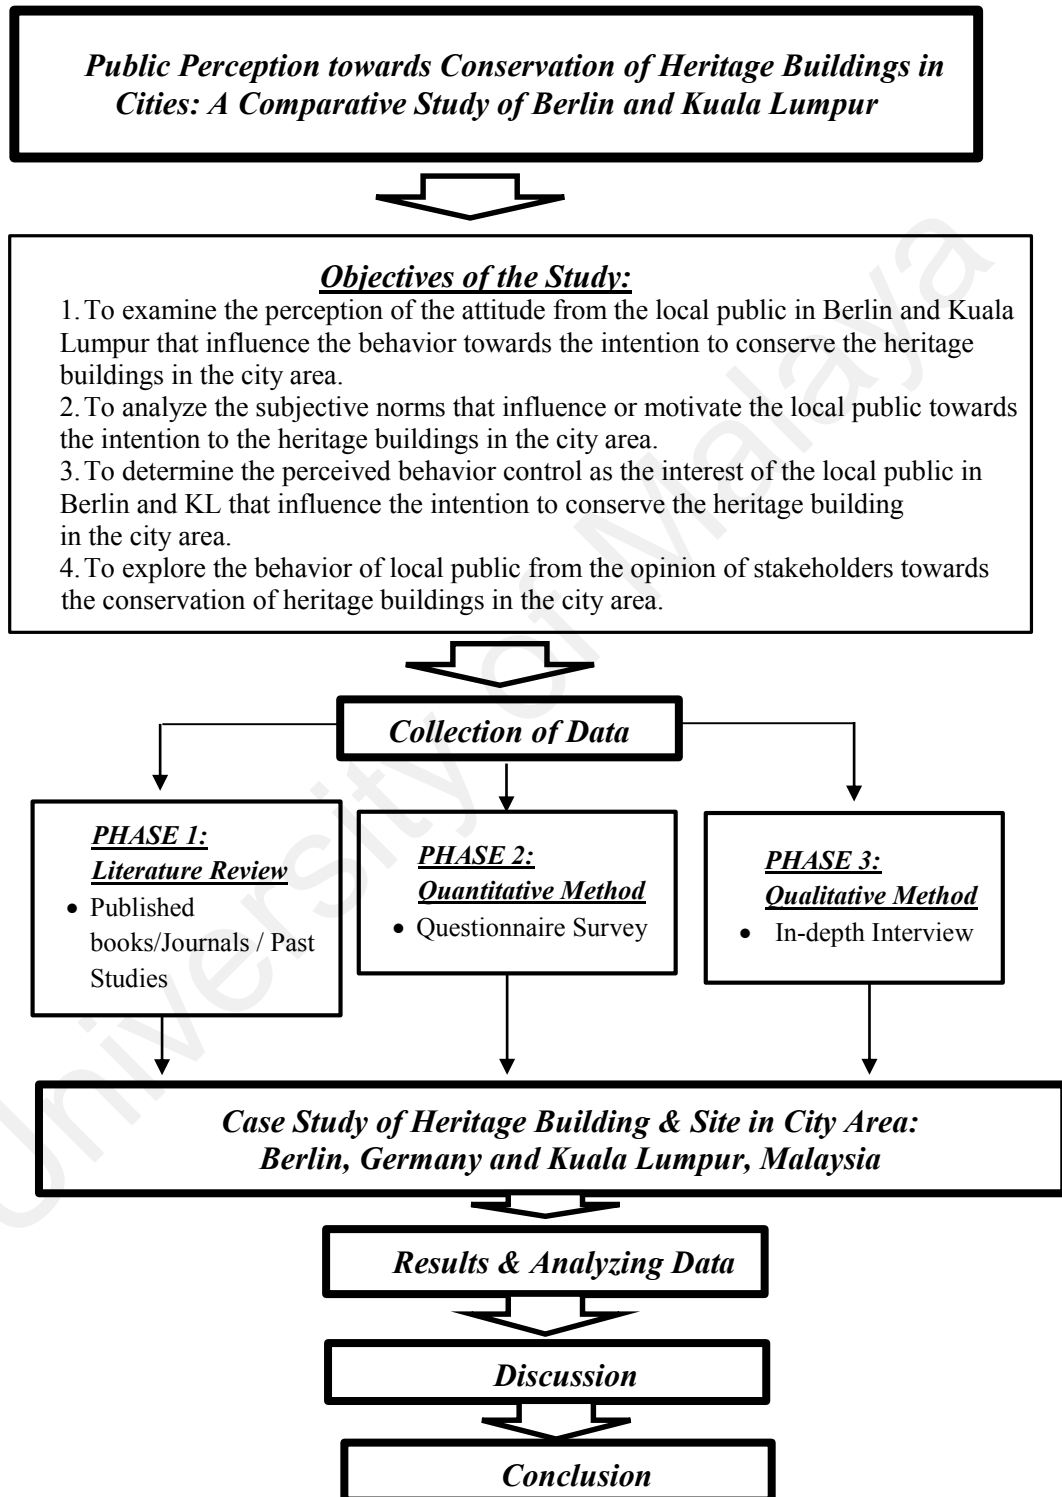 Public Perception towards Conservation of Heritage Buildings in
Cities: A Comparative Study of Berlin and Kuala Lumpur
Objectives of the Study:
1. To examine the perception of the attitude from the local public in Berlin and Kuala
Lumpur that influence the behavior towards the intention to conserve the heritage
buildings in the city area.
2. To analyze the subjective norms that influence or motivate the local public towards
the intention to the heritage buildings in the city area.
3. To determine the perceived behavior control as the interest of the local public in
Berlin and KL that influence the intention to conserve the heritage building
in the city area.
4. To explore the behavior of local public from the opinion of stakeholders towards
the conservation of heritage buildings in the city area.
Collection of Data
PHASE 1:
Literature Review
• Published
books/Journals / Past
Studies
PHASE 2:
Quantitative Method
• Questionnaire Survey
PHASE 3:
Qualitative Method
• In-depth Interview
Case Study of Heritage Building & Site in City Area:
Berlin, Germany and Kuala Lumpur, Malaysia
Results & Analyzing Data
Discussion
Conclusion
University of Malaya